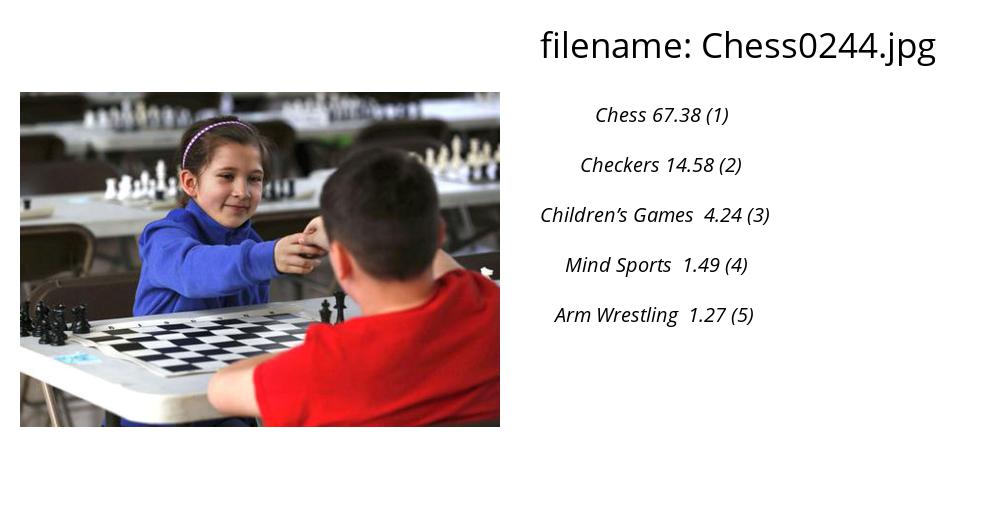 filename: Chess0244.jpg
Chess 67.38 (1)
Checkers 14.58 (2)
Children’s Games 4.24 (3)
Mind Sports 1.49 (4)
Arm Wrestling 1.27 (5)